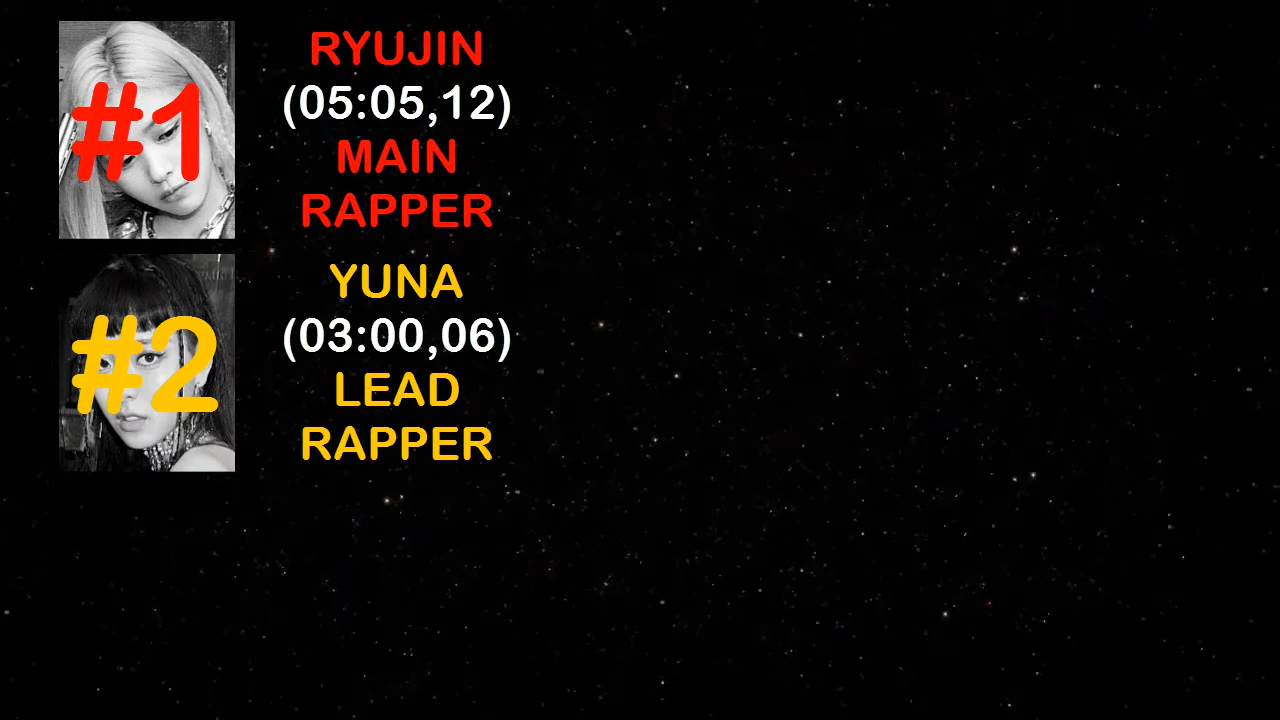 #1
RYUJIN
(05:05,12)
MAIN
RAPPER
#2
YUNA
(03:00,06)
LEAD
RAPPER